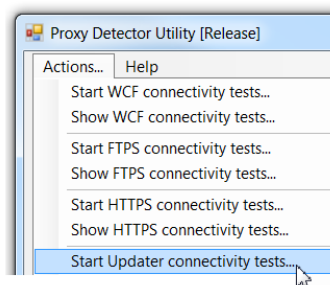 Proxy Detector Utility [Release]
Actions... Help
Start WCF connectivity tests...
Show WCF connectivity tests...
Start FTPS connectivity tests...
Show FTPS connectivity tests...
Start HTTPS connectivity tests...
Show HTTPS connectivity tests...
Start Updater connectivity tests...